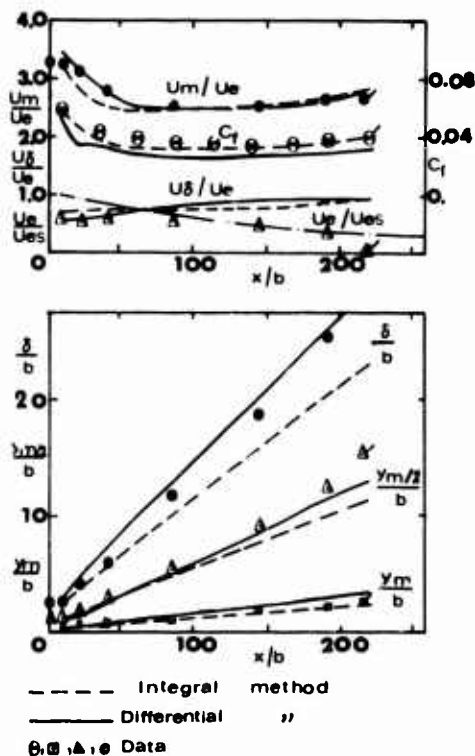 4.0
3.0
Um
Ue
2.0
Uδ
Ue
1.0
Ue
Ues
0
0.08
0.04
Cf
0.
Um / Ue
Cf
Uδ / Ue
Ue / Ues
0 100 200
x/b
δ
b
20
b
10
ym
b
0
δ
b
ym/2
b
ym
b
0 100 200
x/b
Integral method
Differential "
Data